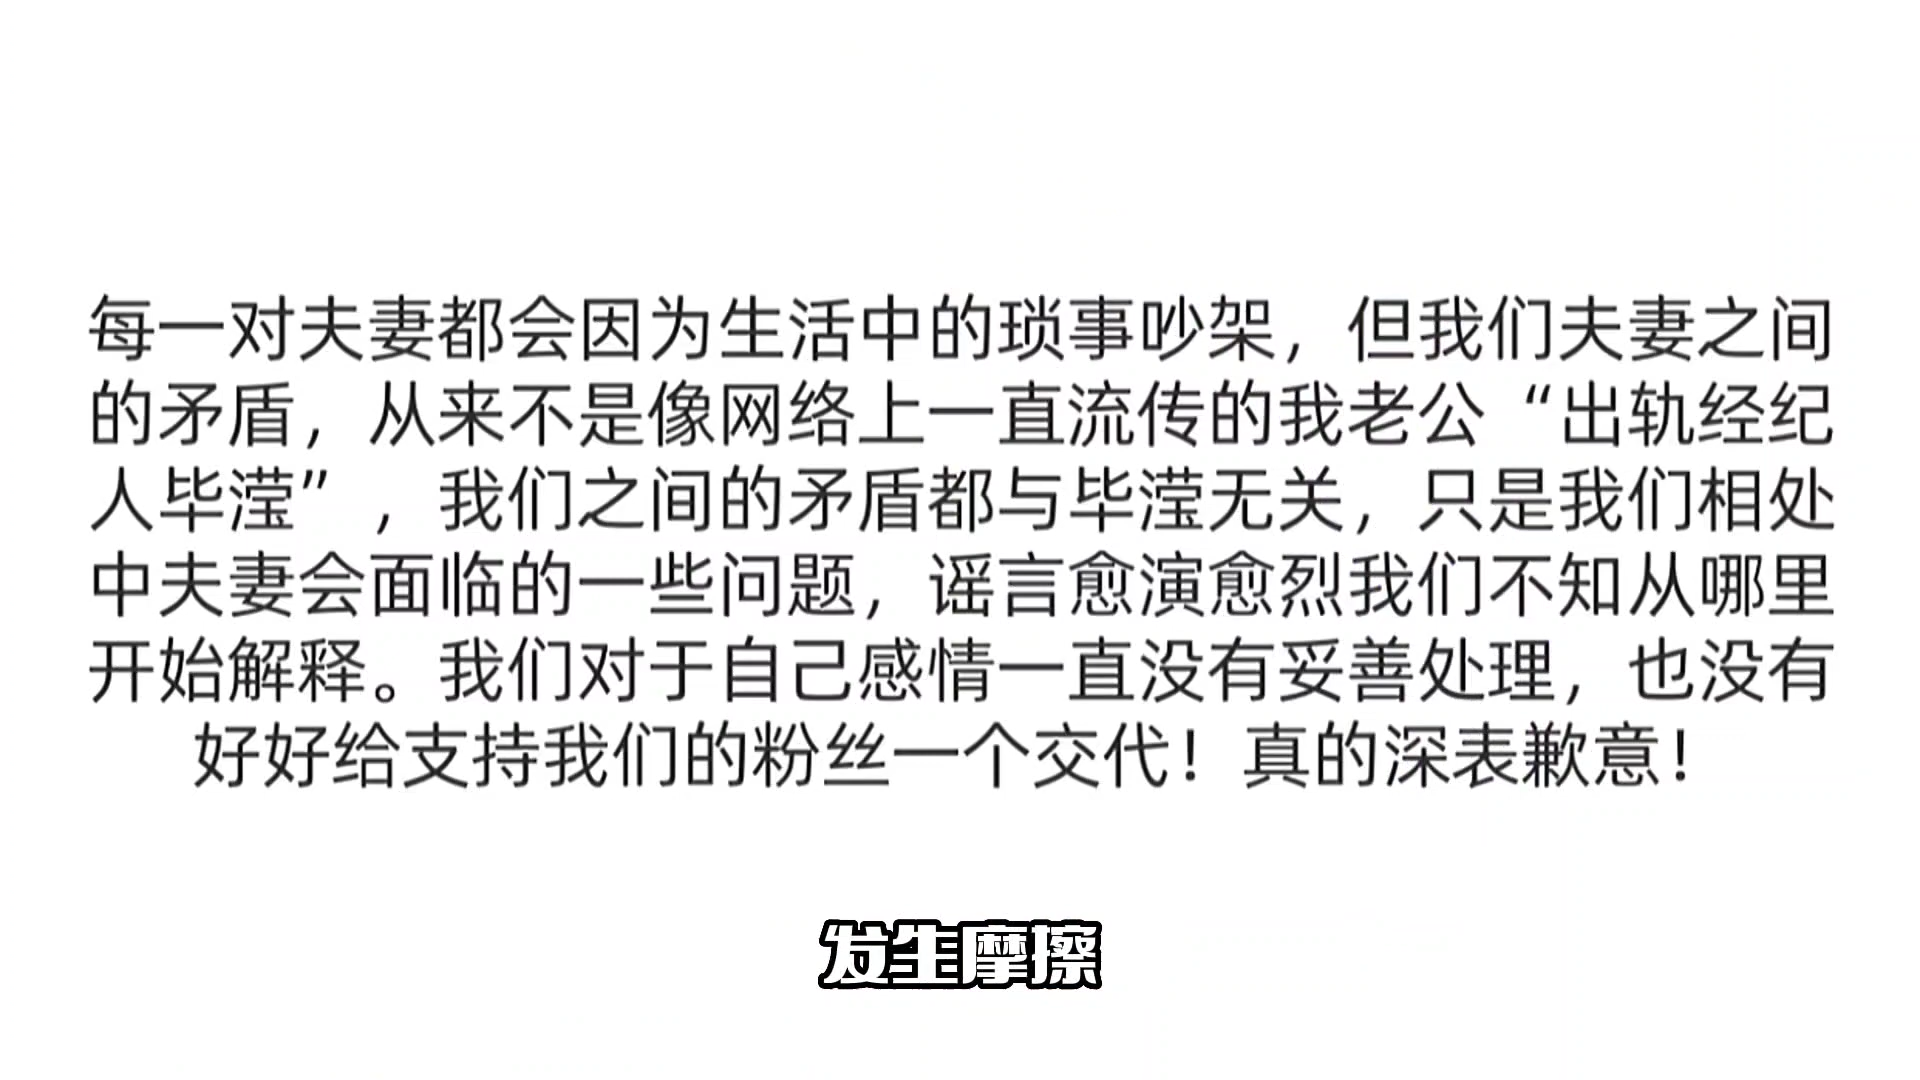 每一对夫妻都会因为生活中的琐事吵架，但我们夫妻之间
的矛盾，从来不是像网络上一直流传的我老公“出轨经纪
人毕滢”，我们之间的矛盾都与毕滢无关，只是我们相处
中夫妻会面临的一些问题，谣言愈演愈烈我们不知从哪里
开始解释。我们对于自己感情一直没有妥善处理，也没有
好好给支持我们的粉丝一个交代！真的深表歉意！
发生摩擦